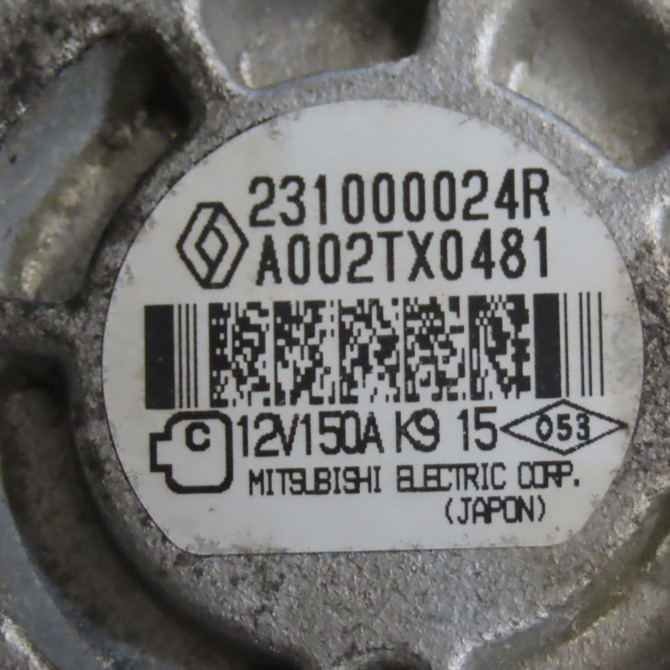 231000024R
A002TX0481
C 12V150A K9 15 053
MITSUBISHI ELECTRIC CORP.
(JAPON)